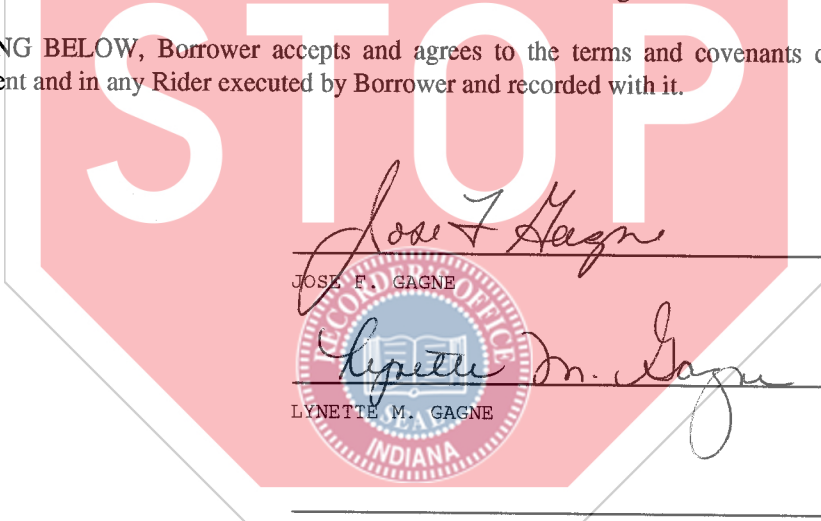 STOP
NG BELOW, Borrower accepts and agrees to the terms and covenants c
ent and in any Rider executed by Borrower and recorded with it.
Jose F Gagne
JOSE F. GAGNE
RECORDER'S OFFICE
Lynette M. Gagne
LYNETTE M. GAGNE
SEAL
INDIANA